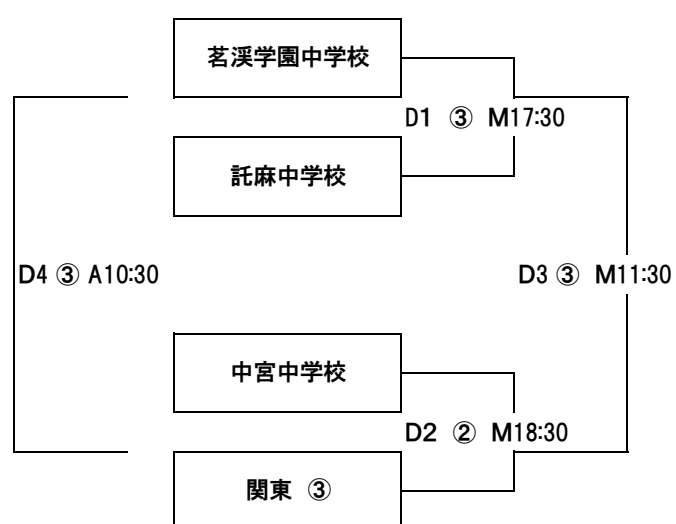 茗溪学園中学校
D1 ③ M17:30
託麻中学校
D4 ③ A10:30
D3 ③ M11:30
中宮中学校
D2 ② M18:30
関東 ③